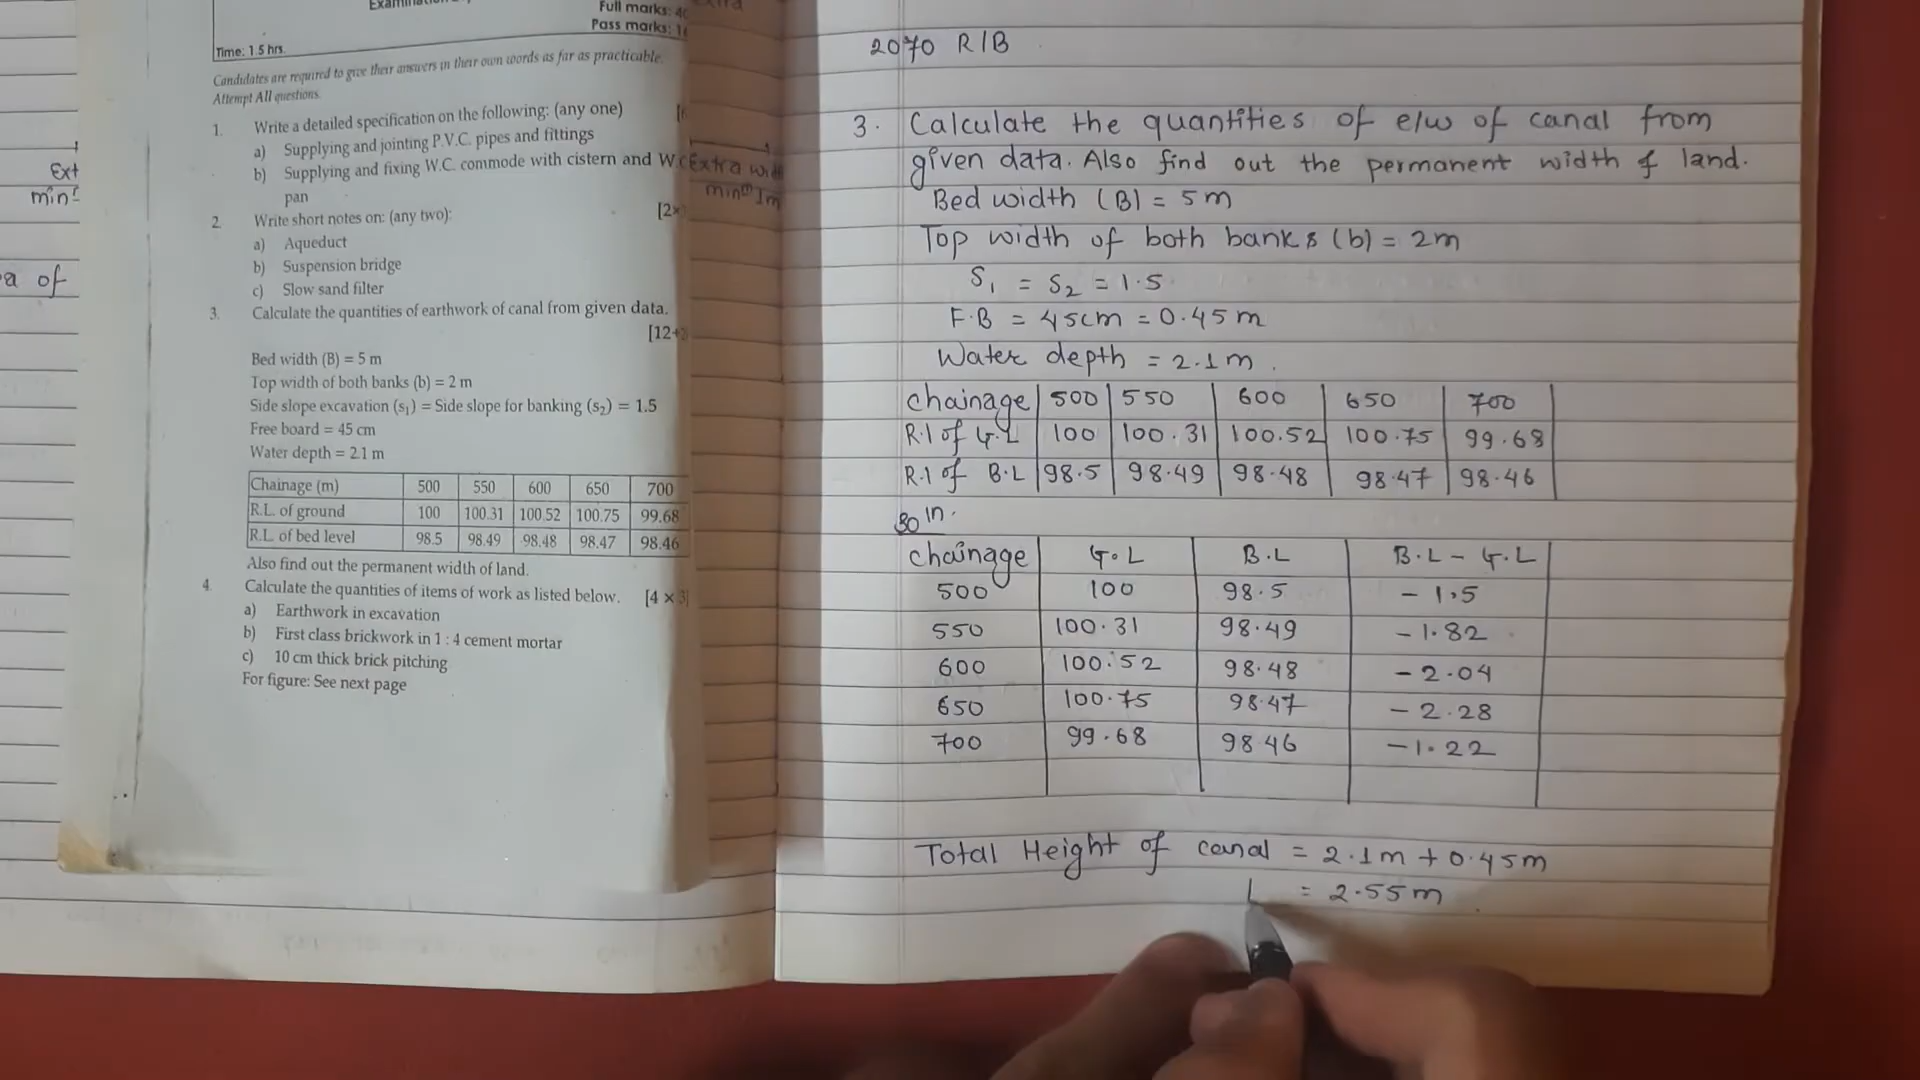 Full marks: 40
Pass marks:
Time: 1.5 hrs.
Candidates are required to give their answers in their own words as far as practicable.
Attempt All questions.
1. Write a detailed specification on the following: (any one)
a) Supplying and jointing P.V.C. pipes and fittings
b) Supplying and fixing W.C. commode with cistern and W.C
pan
2. Write short notes on: (any two): [2×
a) Aqueduct
b) Suspension bridge
c) Slow sand filter
3. Calculate the quantities of earthwork of canal from given data.
[12+
Bed width (B) = 5 m
Top width of both banks (b) = 2 m
Side slope excavation (s₁) = Side slope for banking (s₂) = 1.5
Free board = 45 cm
Water depth = 2.1 m
Chainage (m) 500 550 600 650 700
R.L. of ground 100 100.31 100.52 100.75 99.68
R.L. of bed level 98.5 98.49 98.48 98.47 98.46
Also find out the permanent width of land.
4. Calculate the quantities of items of work as listed below. [4 × 3]
a) Earthwork in excavation
b) First class brickwork in 1 : 4 cement mortar
c) 10 cm thick brick pitching
For figure: See next page
Ext
min
a of
Extra
minᵐ 1m
2070 R/B
3. Calculate the quantities of e/w of canal from
given data. Also find out the permanent width of land.
Bed width (B) = 5m
Top width of both banks (b) = 2m
S₁ = S₂ = 1.5
F.B = 45cm = 0.45m
Water depth = 2.1m.
chainage 500 550 600 650 700
R.l of G.L 100 100.31 100.52 100.75 99.68
R.l of B.L 98.5 98.49 98.48 98.47 98.46
Soln.
chainage G.L B.L B.L - G.L
500 100 98.5 -1.5
550 100.31 98.49 -1.82
600 100.52 98.48 -2.04
650 100.75 98.47 -2.28
700 99.68 98.46 -1.22
Total Height of canal = 2.1m + 0.45m
= 2.55m